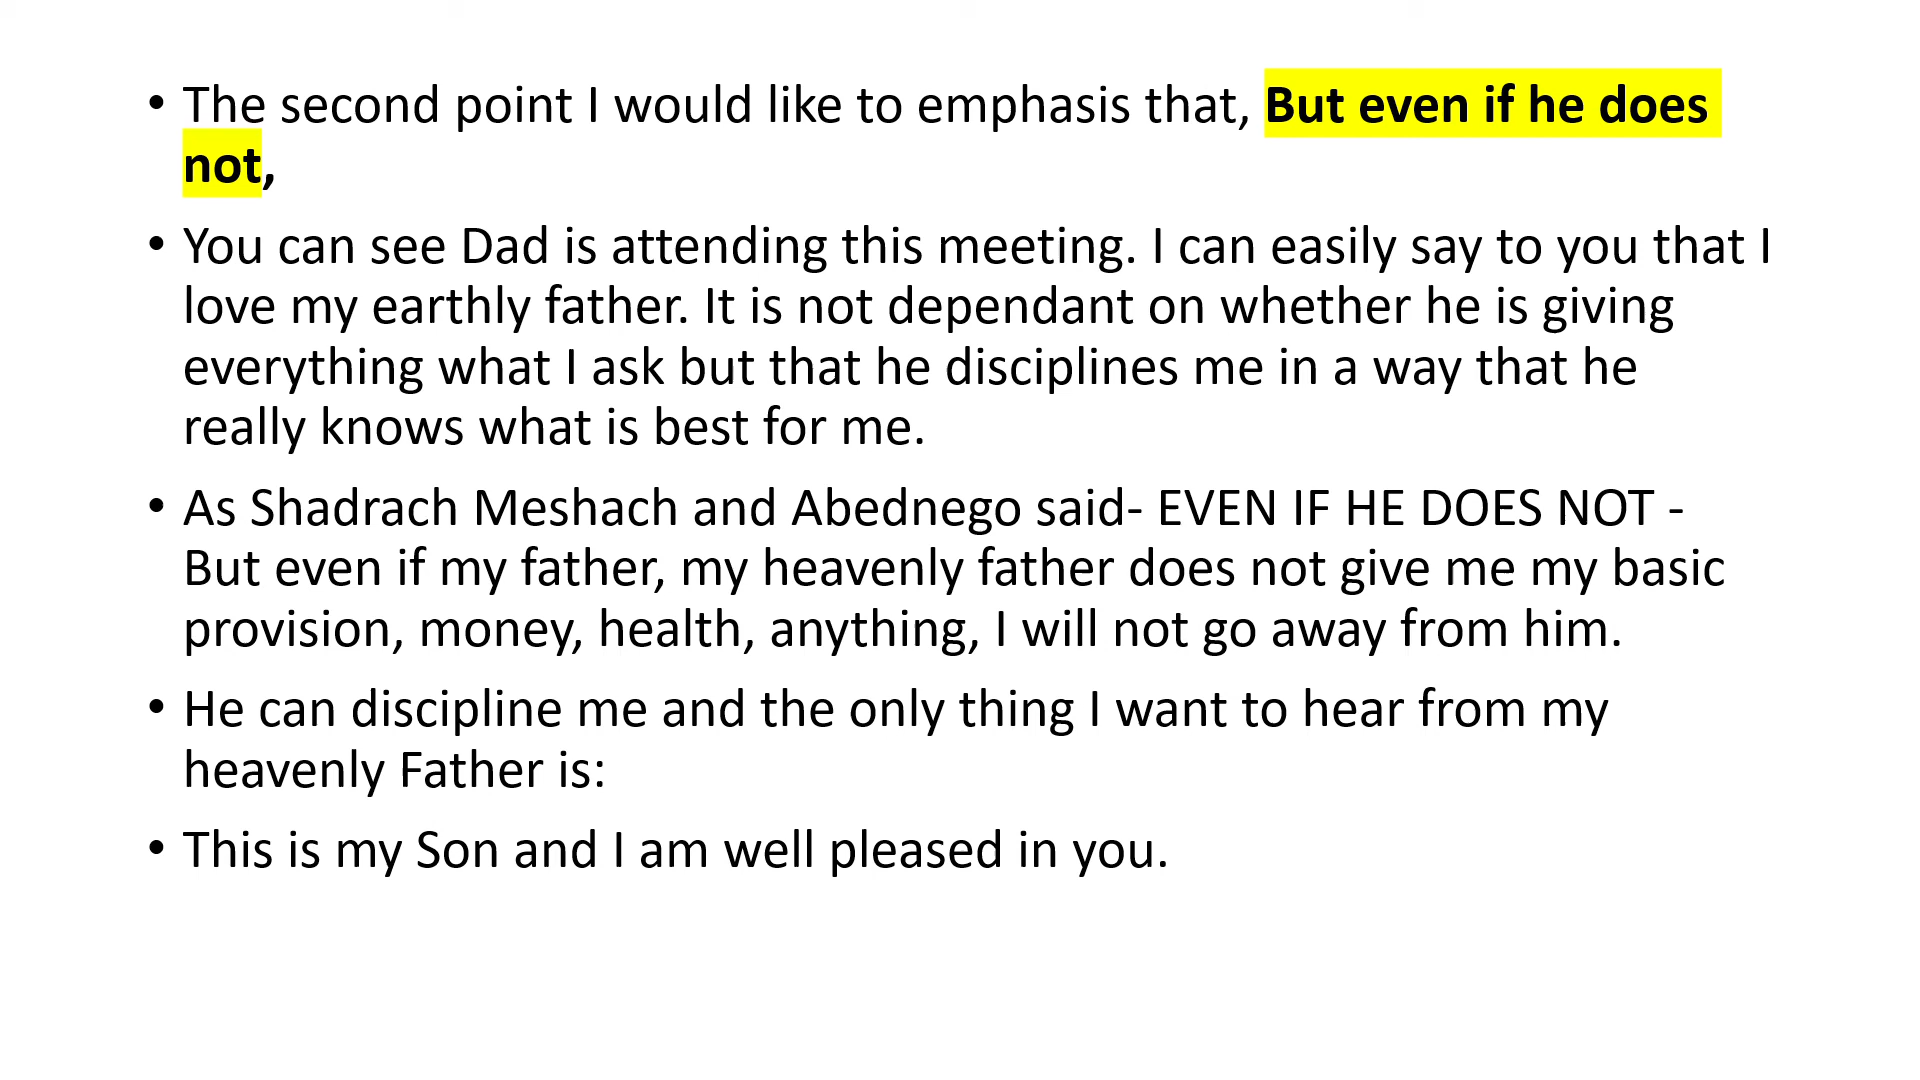 • The second point I would like to emphasis that, But even if he does
not,
• You can see Dad is attending this meeting. I can easily say to you that I
love my earthly father. It is not dependant on whether he is giving
everything what I ask but that he disciplines me in a way that he
really knows what is best for me.
• As Shadrach Meshach and Abednego said- EVEN IF HE DOES NOT -
But even if my father, my heavenly father does not give me my basic
provision, money, health, anything, I will not go away from him.
• He can discipline me and the only thing I want to hear from my
heavenly Father is:
• This is my Son and I am well pleased in you.